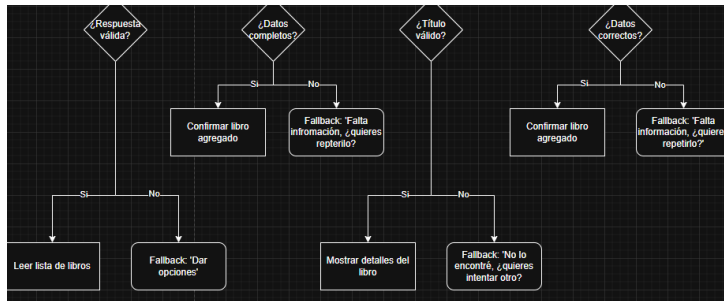 ¿Respuesta
válida?
¿Datos
completos?
¿Título
válido?
¿Datos
correctos?
Si
No
Si
No
Confirmar libro
agregado
Fallback: 'Falta
infromación, ¿quieres
repterilo?
Confirmar libro
agregado
Fallback: 'Falta
información, ¿quieres
repetirlo?'
Si
No
Si
No
Leer lista de libros
Fallback: 'Dar
opciones'
Mostrar detalles del
libro
Fallback: 'No lo
encontré, ¿quieres
intentar otro?